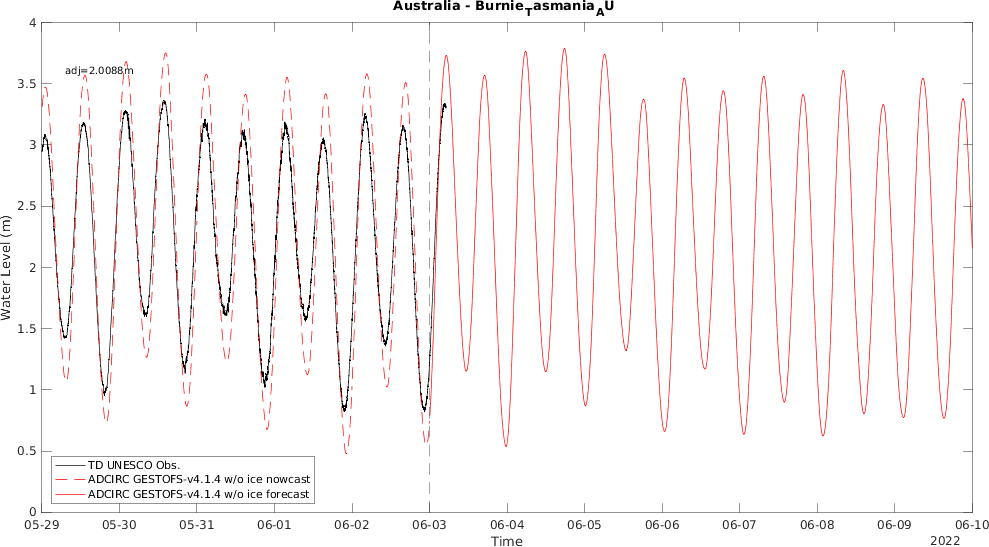 Australia - BurnieTasmaniaAU
adj=2.0088m
4
3.5
3
2.5
2
1.5
1
0.5
0
Water Level (m)
TD UNESCO Obs.
ADCIRC GESTOFS-v4.1.4 w/o ice nowcast
ADCIRC GESTOFS-v4.1.4 w/o ice forecast
05-29 05-30 05-31 06-01 06-02 06-03 06-04 06-05 06-06 06-07 06-08 06-09 06-10
Time
2022